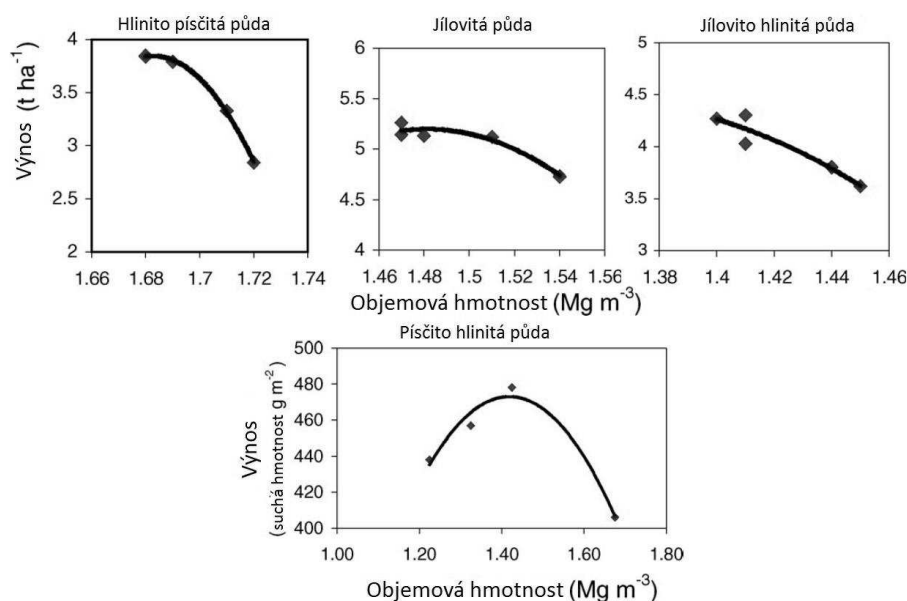 Hlinito písčitá půda
Výnos (t ha-1)
4
3.5
3
2.5
2
1.66 1.68 1.7 1.72 1.74
Jílovitá půda
6
5.5
5
4.5
4
1.46 1.48 1.5 1.52 1.54 1.56
Jílovito hlinitá půda
5
4.5
4
3.5
3
1.38 1.4 1.42 1.44 1.46
Objemová hmotnost (Mg m-3)
Písčito hlinitá půda
Výnos
(suchá hmotnost g m-2)
500
480
460
440
420
400
1.00 1.20 1.40 1.60 1.80
Objemová hmotnost (Mg m-3)